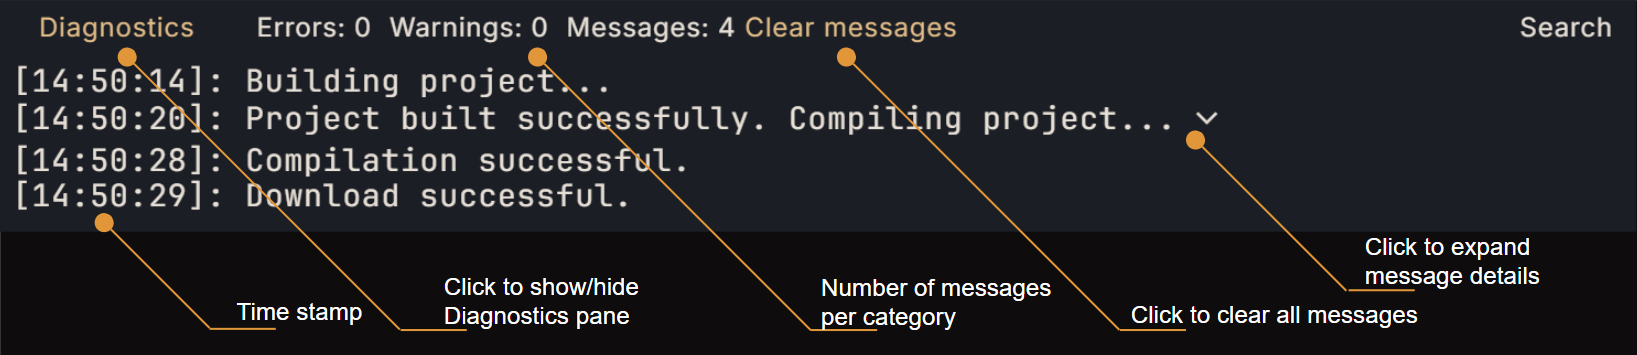 Diagnostics Errors: 0 Warnings: 0 Messages: 4 Clear messages Search
[14:50:14]: Building project...
[14:50:20]: Project built successfully. Compiling project...
[14:50:28]: Compilation successful.
[14:50:29]: Download successful.
Time stamp
Click to show/hide
Diagnostics pane
Number of messages
per category
Click to clear all messages
Click to expand
message details